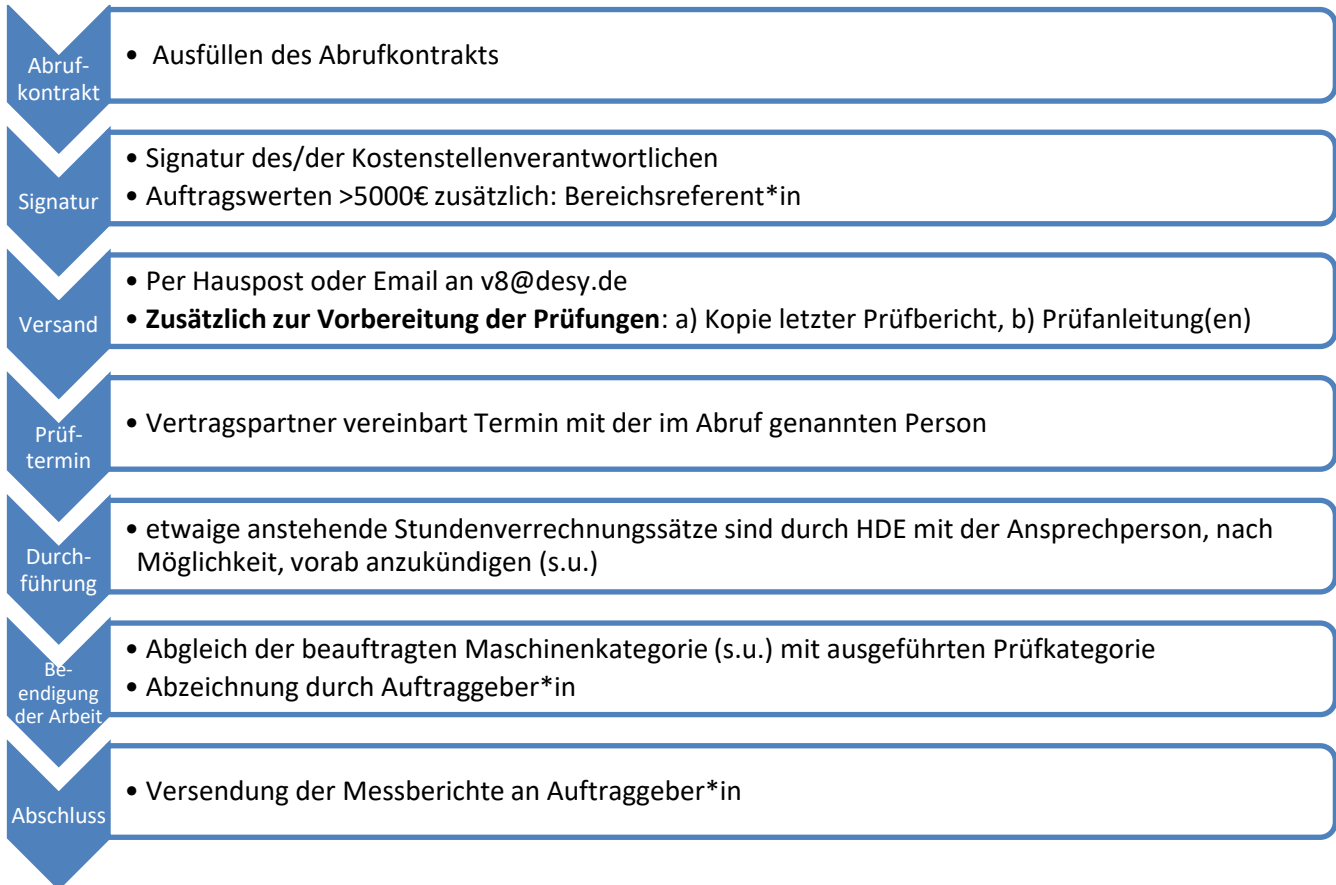 Abruf-
kontrakt
• Ausfüllen des Abrufkontrakts
Signatur
• Signatur des/der Kostenstellenverantwortlichen
• Auftragswerten >5000€ zusätzlich: Bereichsreferent*in
Versand
• Per Hauspost oder Email an v8@desy.de
• Zusätzlich zur Vorbereitung der Prüfungen: a) Kopie letzter Prüfbericht, b) Prüfanleitung(en)
Prüf-
termin
• Vertragspartner vereinbart Termin mit der im Abruf genannten Person
Durch-
führung
• etwaige anstehende Stundenverrechnungssätze sind durch HDE mit der Ansprechperson, nach
Möglichkeit, vorab anzukündigen (s.u.)
Be-
endigung
der Arbeit
• Abgleich der beauftragten Maschinenkategorie (s.u.) mit ausgeführten Prüfkategorie
• Abzeichnung durch Auftraggeber*in
Abschluss
• Versendung der Messberichte an Auftraggeber*in